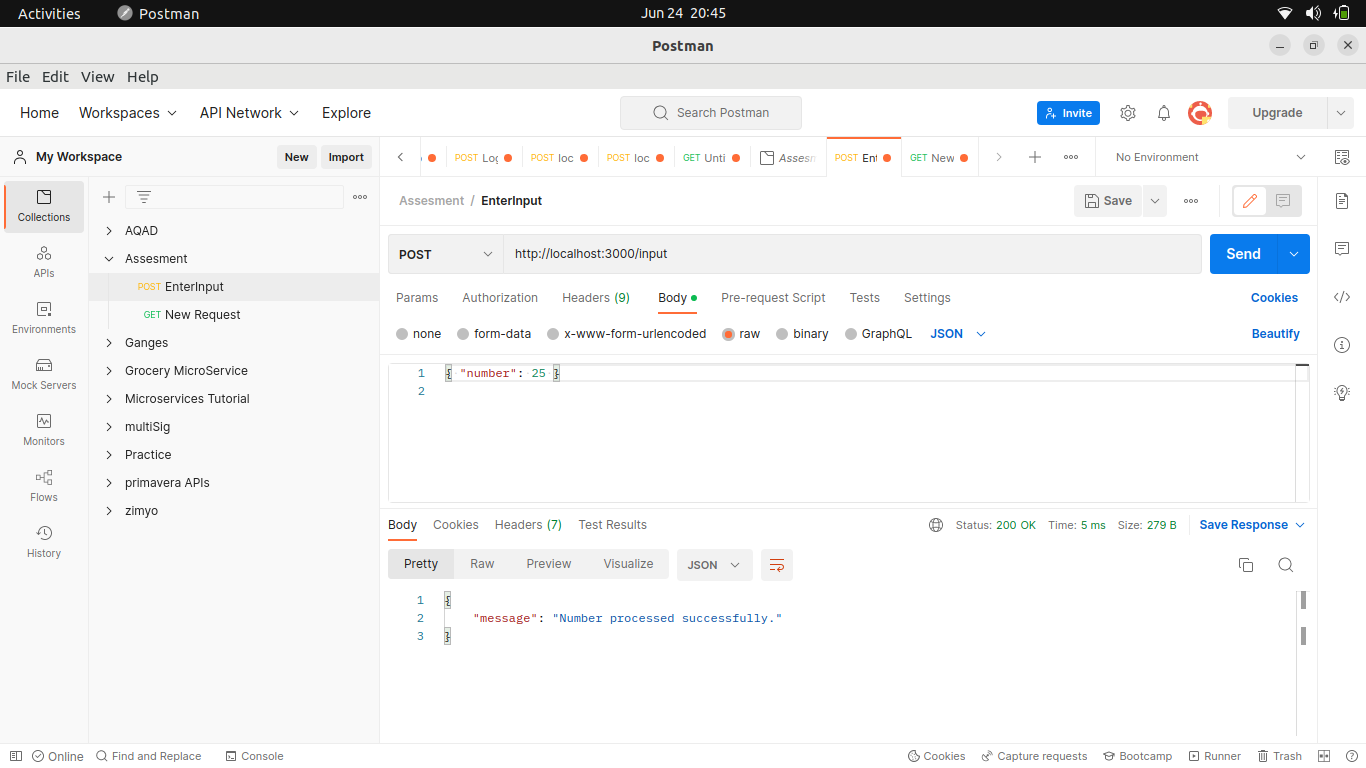 Activities Postman Jun 24 20:45
Postman
File Edit View Help
Home Workspaces API Network Explore Search Postman Invite Upgrade
My Workspace New Import POST Log POST loc POST loc GET Unti Assesm POST Ent GET New No Environment
Assesment / EnterInput Save
Collections
APIs
Environments
Mock Servers
Monitors
Flows
History
AQAD
Assesment
POST EnterInput
GET New Request
Ganges
Grocery MicroService
Microservices Tutorial
multiSig
Practice
primavera APIs
zimyo
POST http://localhost:3000/input Send
Params Authorization Headers (9) Body Pre-request Script Tests Settings Cookies
none form-data x-www-form-urlencoded raw binary GraphQL JSON Beautify
1 { "number": 25 }
2
Body Cookies Headers (7) Test Results Status: 200 OK Time: 5 ms Size: 279 B Save Response
Pretty Raw Preview Visualize JSON
1 {
2 "message": "Number processed successfully."
3 }
Online Find and Replace Console Cookies Capture requests Bootcamp Runner Trash